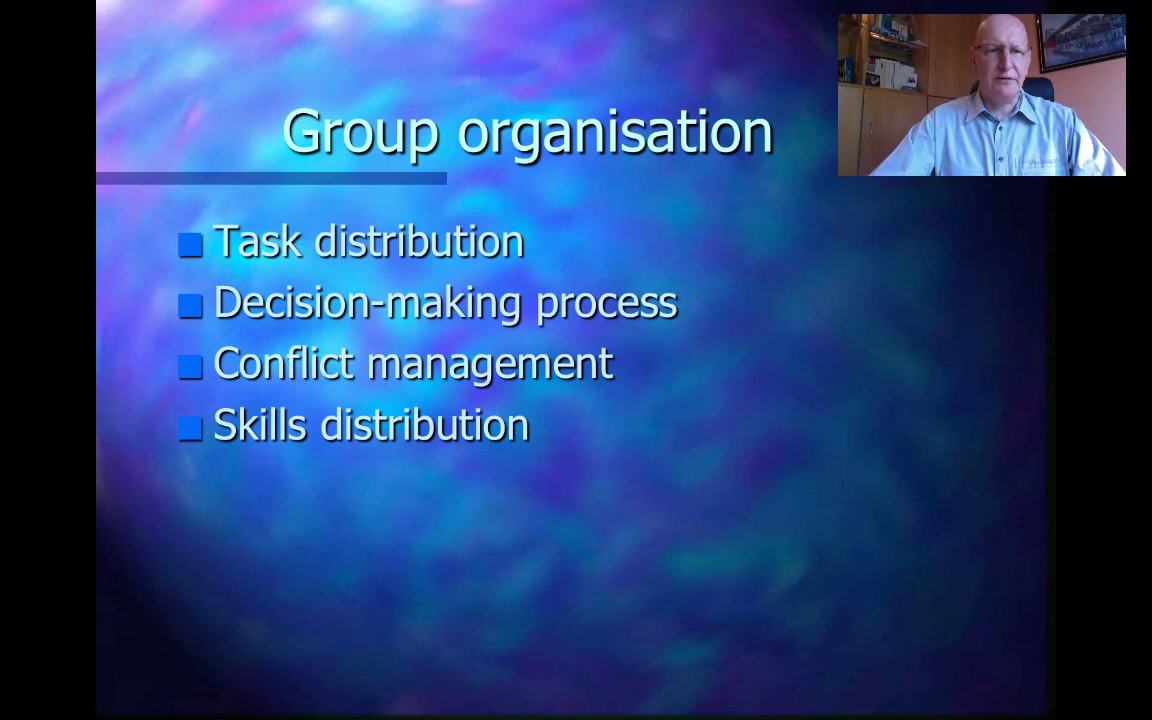 Group organisation
Task distribution
Decision-making process
Conflict management
Skills distribution